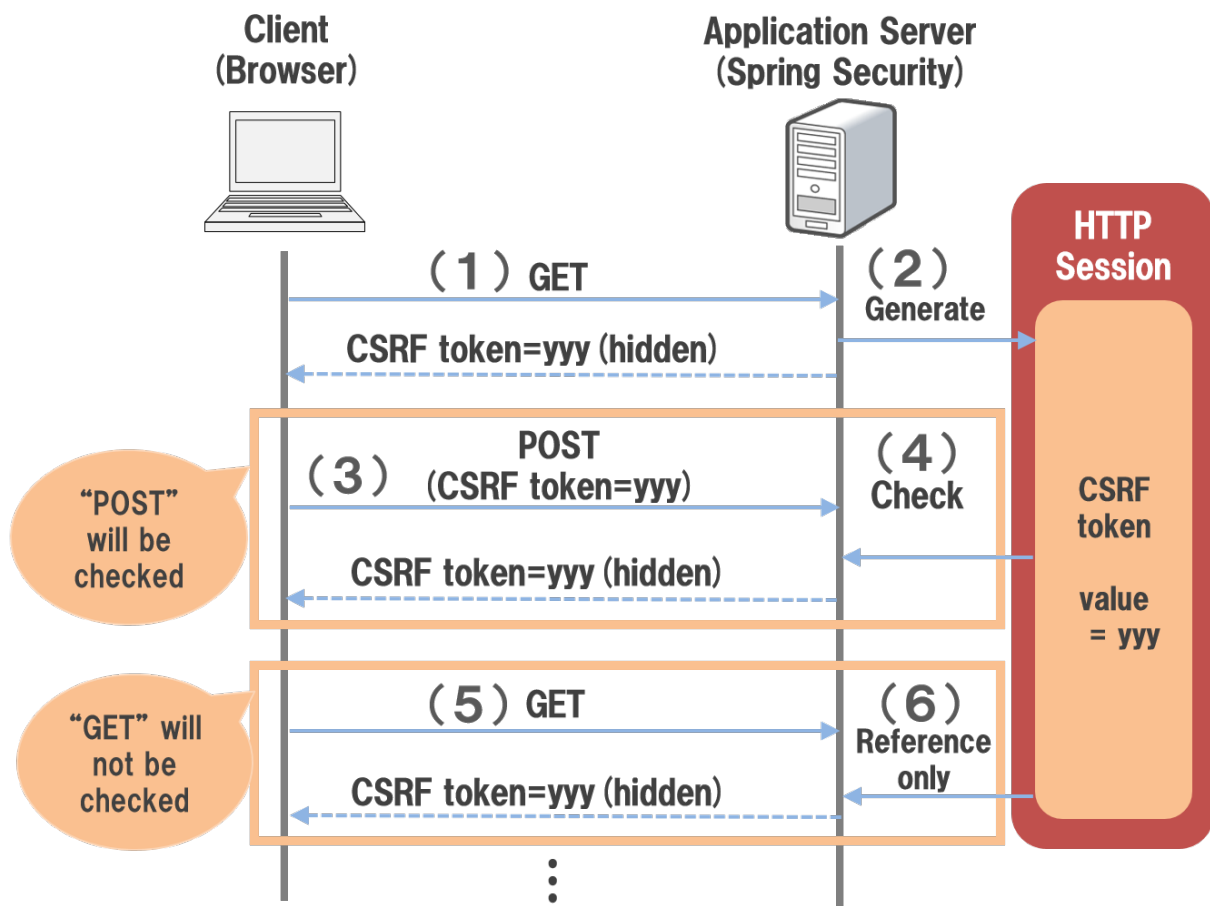 Client
(Browser)
Application Server
(Spring Security)
HTTP
Session
(1) GET
(2)
Generate
CSRF token=yyy (hidden)
“POST”
will be
checked
(3)
POST
(CSRF token=yyy)
(4)
Check
CSRF token=yyy (hidden)
CSRF
token
value
= yyy
“GET” will
not be
checked
(5) GET
(6)
Reference
only
CSRF token=yyy (hidden)